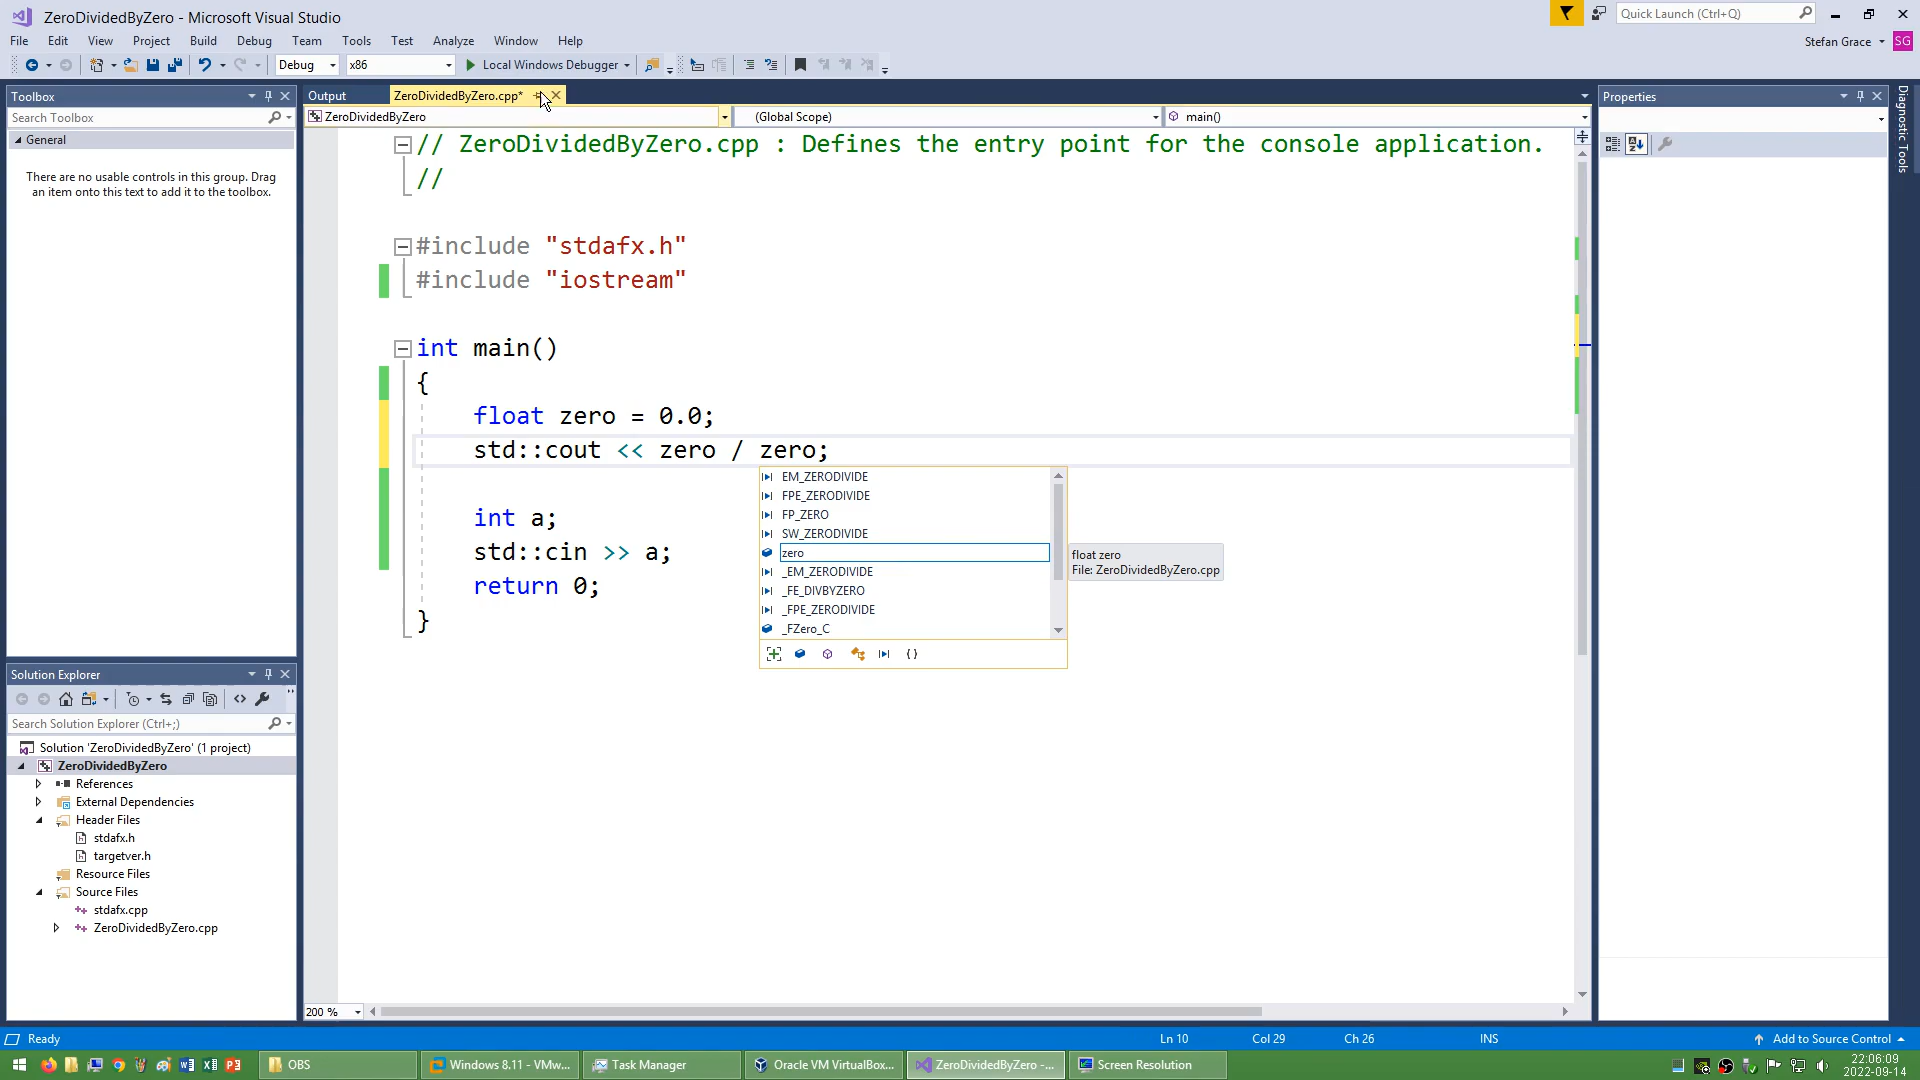 ZeroDividedByZero - Microsoft Visual Studio
Quick Launch (Ctrl+Q)
File Edit View Project Build Debug Team Tools Test Analyze Window Help
Stefan Grace
SG
Debug
x86
Local Windows Debugger
Toolbox
Search Toolbox
General
There are no usable controls in this group. Drag
an item onto this text to add it to the toolbox.
Output
ZeroDividedByZero.cpp*
ZeroDividedByZero
(Global Scope)
main()
// ZeroDividedByZero.cpp : Defines the entry point for the console application.
//
#include "stdafx.h"
#include "iostream"
int main()
{
float zero = 0.0;
std::cout << zero / zero;
int a;
std::cin >> a;
return 0;
}
EM_ZERODIVIDE
FPE_ZERODIVIDE
FP_ZERO
SW_ZERODIVIDE
zero
_EM_ZERODIVIDE
_FE_DIVBYZERO
_FPE_ZERODIVIDE
_FZero_C
float zero
File: ZeroDividedByZero.cpp
Properties
Diagnostic Tools
Solution Explorer
Search Solution Explorer (Ctrl+;)
Solution 'ZeroDividedByZero' (1 project)
ZeroDividedByZero
References
External Dependencies
Header Files
stdafx.h
targetver.h
Resource Files
Source Files
stdafx.cpp
ZeroDividedByZero.cpp
200 %
Ready
Ln 10
Col 29
Ch 26
INS
Add to Source Control
OBS
Windows 8.11 - VMw...
Task Manager
Oracle VM VirtualBox...
ZeroDividedByZero -...
Screen Resolution
22:06:09
2022-09-14